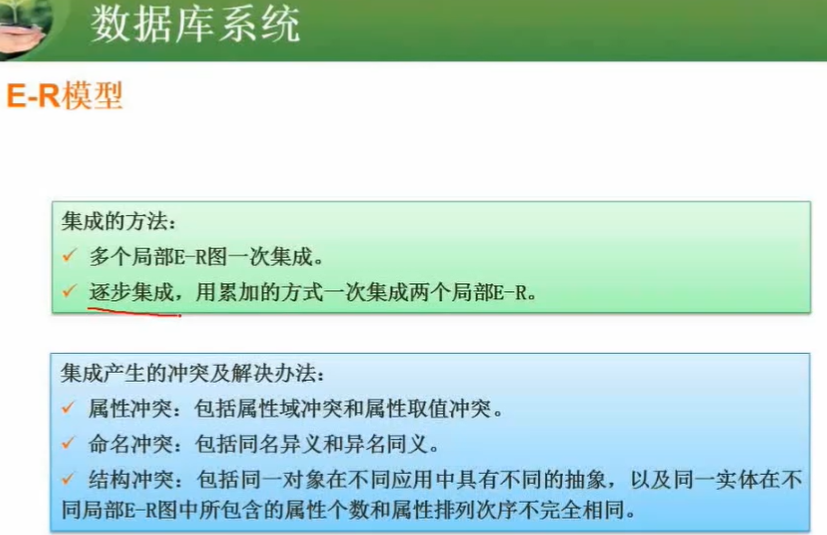 数据库系统
E-R模型
集成的方法：
✓ 多个局部E-R图一次集成。
✓ 逐步集成，用累加的方式一次集成两个局部E-R。
集成产生的冲突及解决办法：
✓ 属性冲突：包括属性域冲突和属性取值冲突。
✓ 命名冲突：包括同名异义和异名同义。
✓ 结构冲突：包括同一对象在不同应用中具有不同的抽象，以及同一实体在不
同局部E-R图中所包含的属性个数和属性排列次序不完全相同。